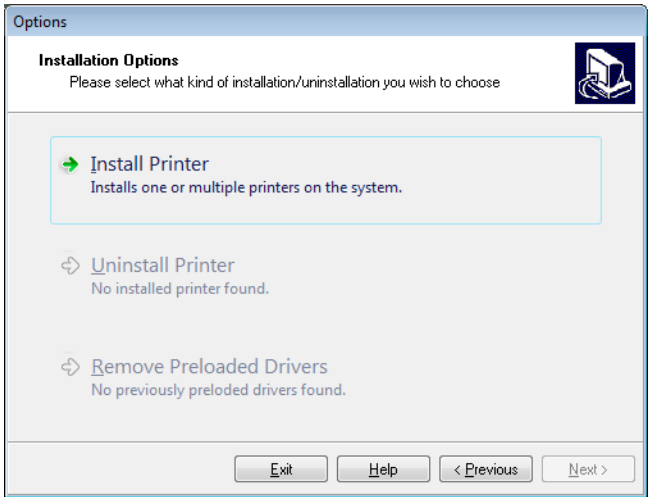 Options
Installation Options
Please select what kind of installation/uninstallation you wish to choose
Install Printer
Installs one or multiple printers on the system.
Uninstall Printer
No installed printer found.
Remove Preloaded Drivers
No previously preloded drivers found.
Exit Help < Previous Next >